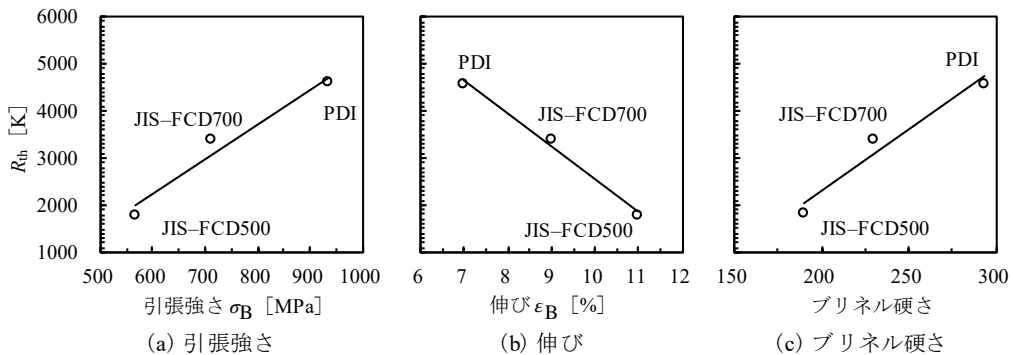 6000
5000
4000
3000
2000
1000
R_th [K]
JIS–FCD700
PDI
JIS–FCD500
500 600 700 800 900 1000
引張強さ σ_B [MPa]
(a) 引張強さ
PDI
JIS–FCD700
JIS–FCD500
6 7 8 9 10 11 12
伸び ε_B [%]
(b) 伸び
PDI
JIS–FCD700
JIS–FCD500
150 200 250 300
ブリネル硬さ
(c) ブリネル硬さ